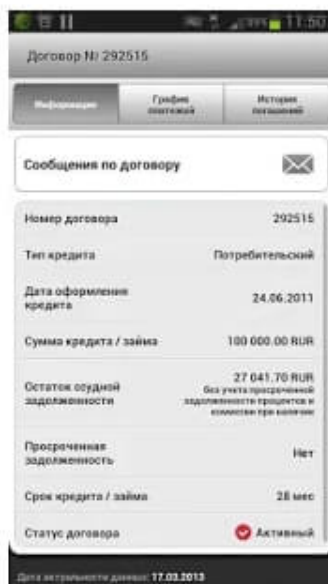 11:50
Договор № 292515
Информация
График
платежей
История
погашений
Сообщения по договору
Номер договора 292515
Тип кредита Потребительский
Дата оформления
кредита 24.06.2011
Сумма кредита / займа 100 000.00 RUR
Остаток ссудной
задолженности 27 041.70 RUR
без учета просроченной
задолженности процентов и
комиссии при наличии
Просроченная
задолженность Нет
Срок кредита / займа 28 мес
Статус договора Активный
Дата актуальности данных: 17.03.2013